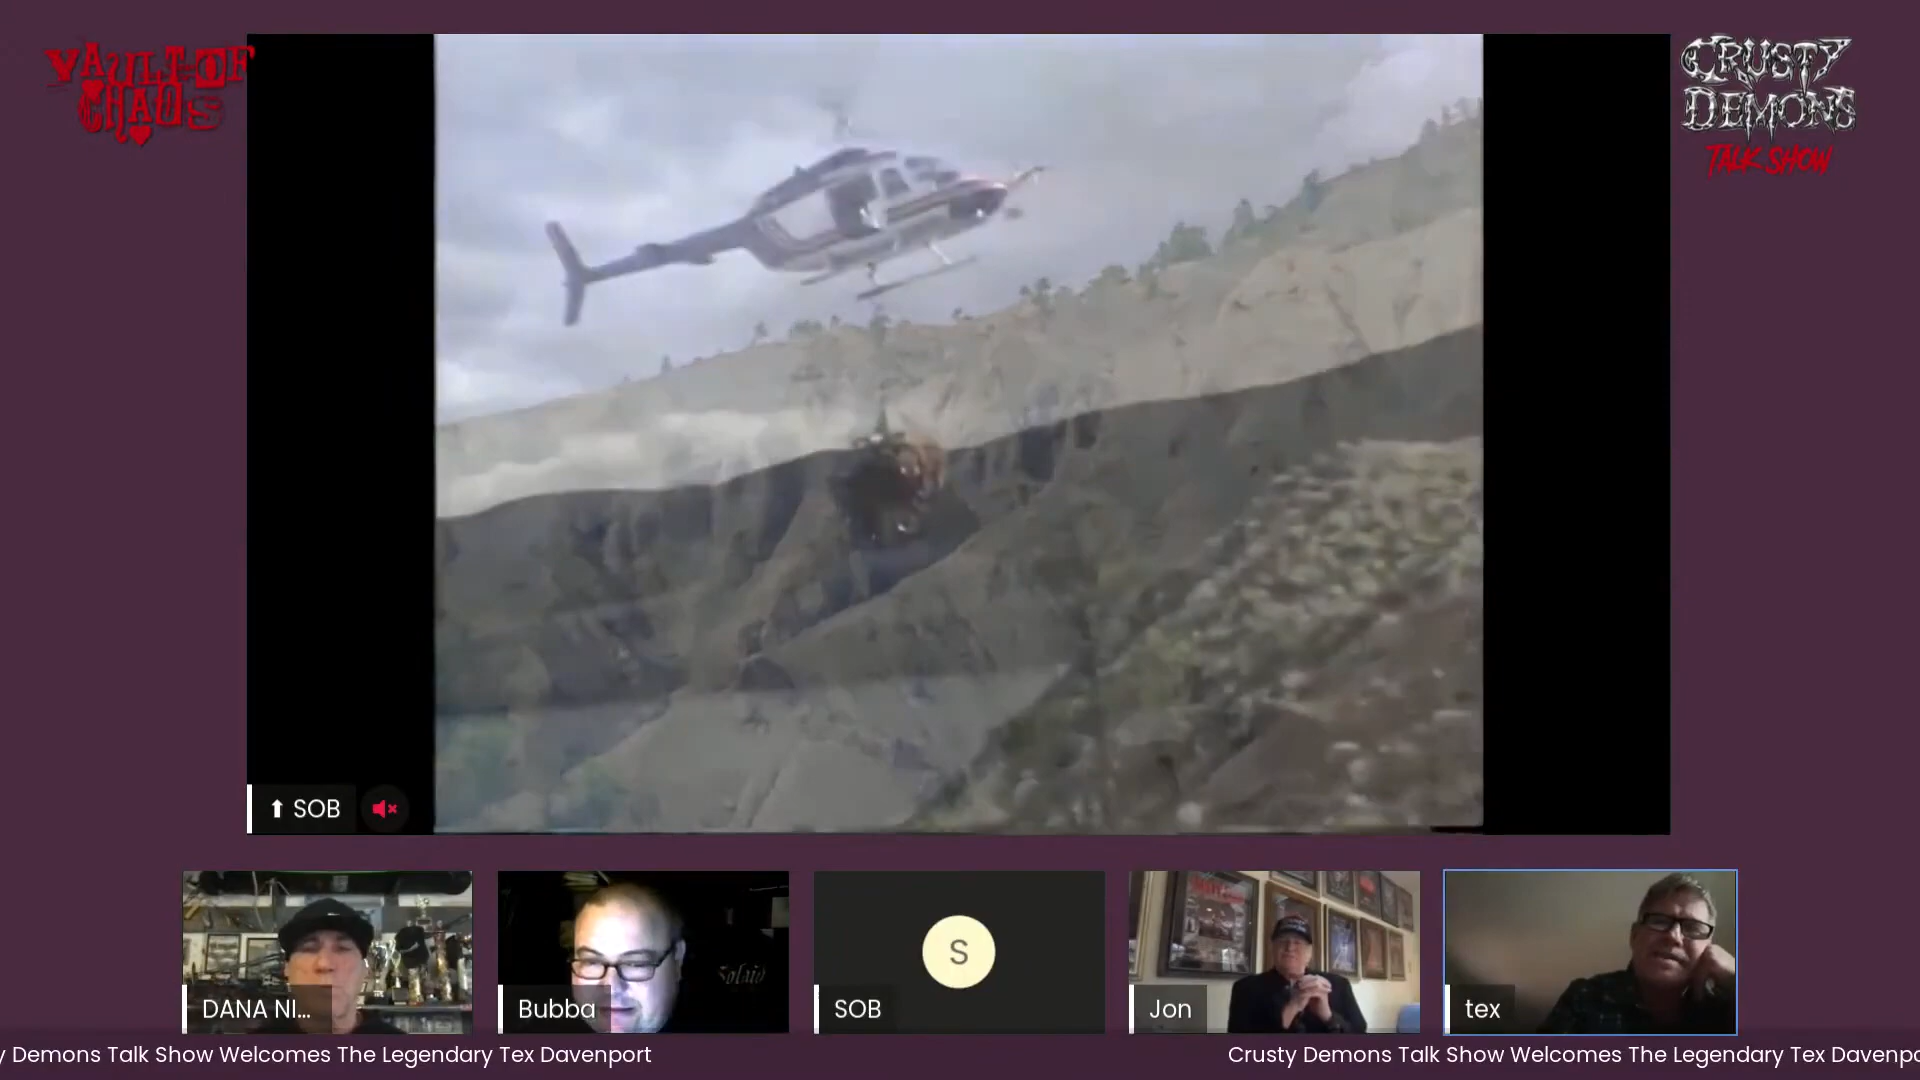 VAULT OF
CHAOS
CRUSTY
DEMONS
TALK SHOW
⬆ SOB
DANA NI...
Bubba
Solaid
S
SOB
Jon
tex
y Demons Talk Show Welcomes The Legendary Tex Davenport
Crusty Demons Talk Show Welcomes The Legendary Tex Davenpo